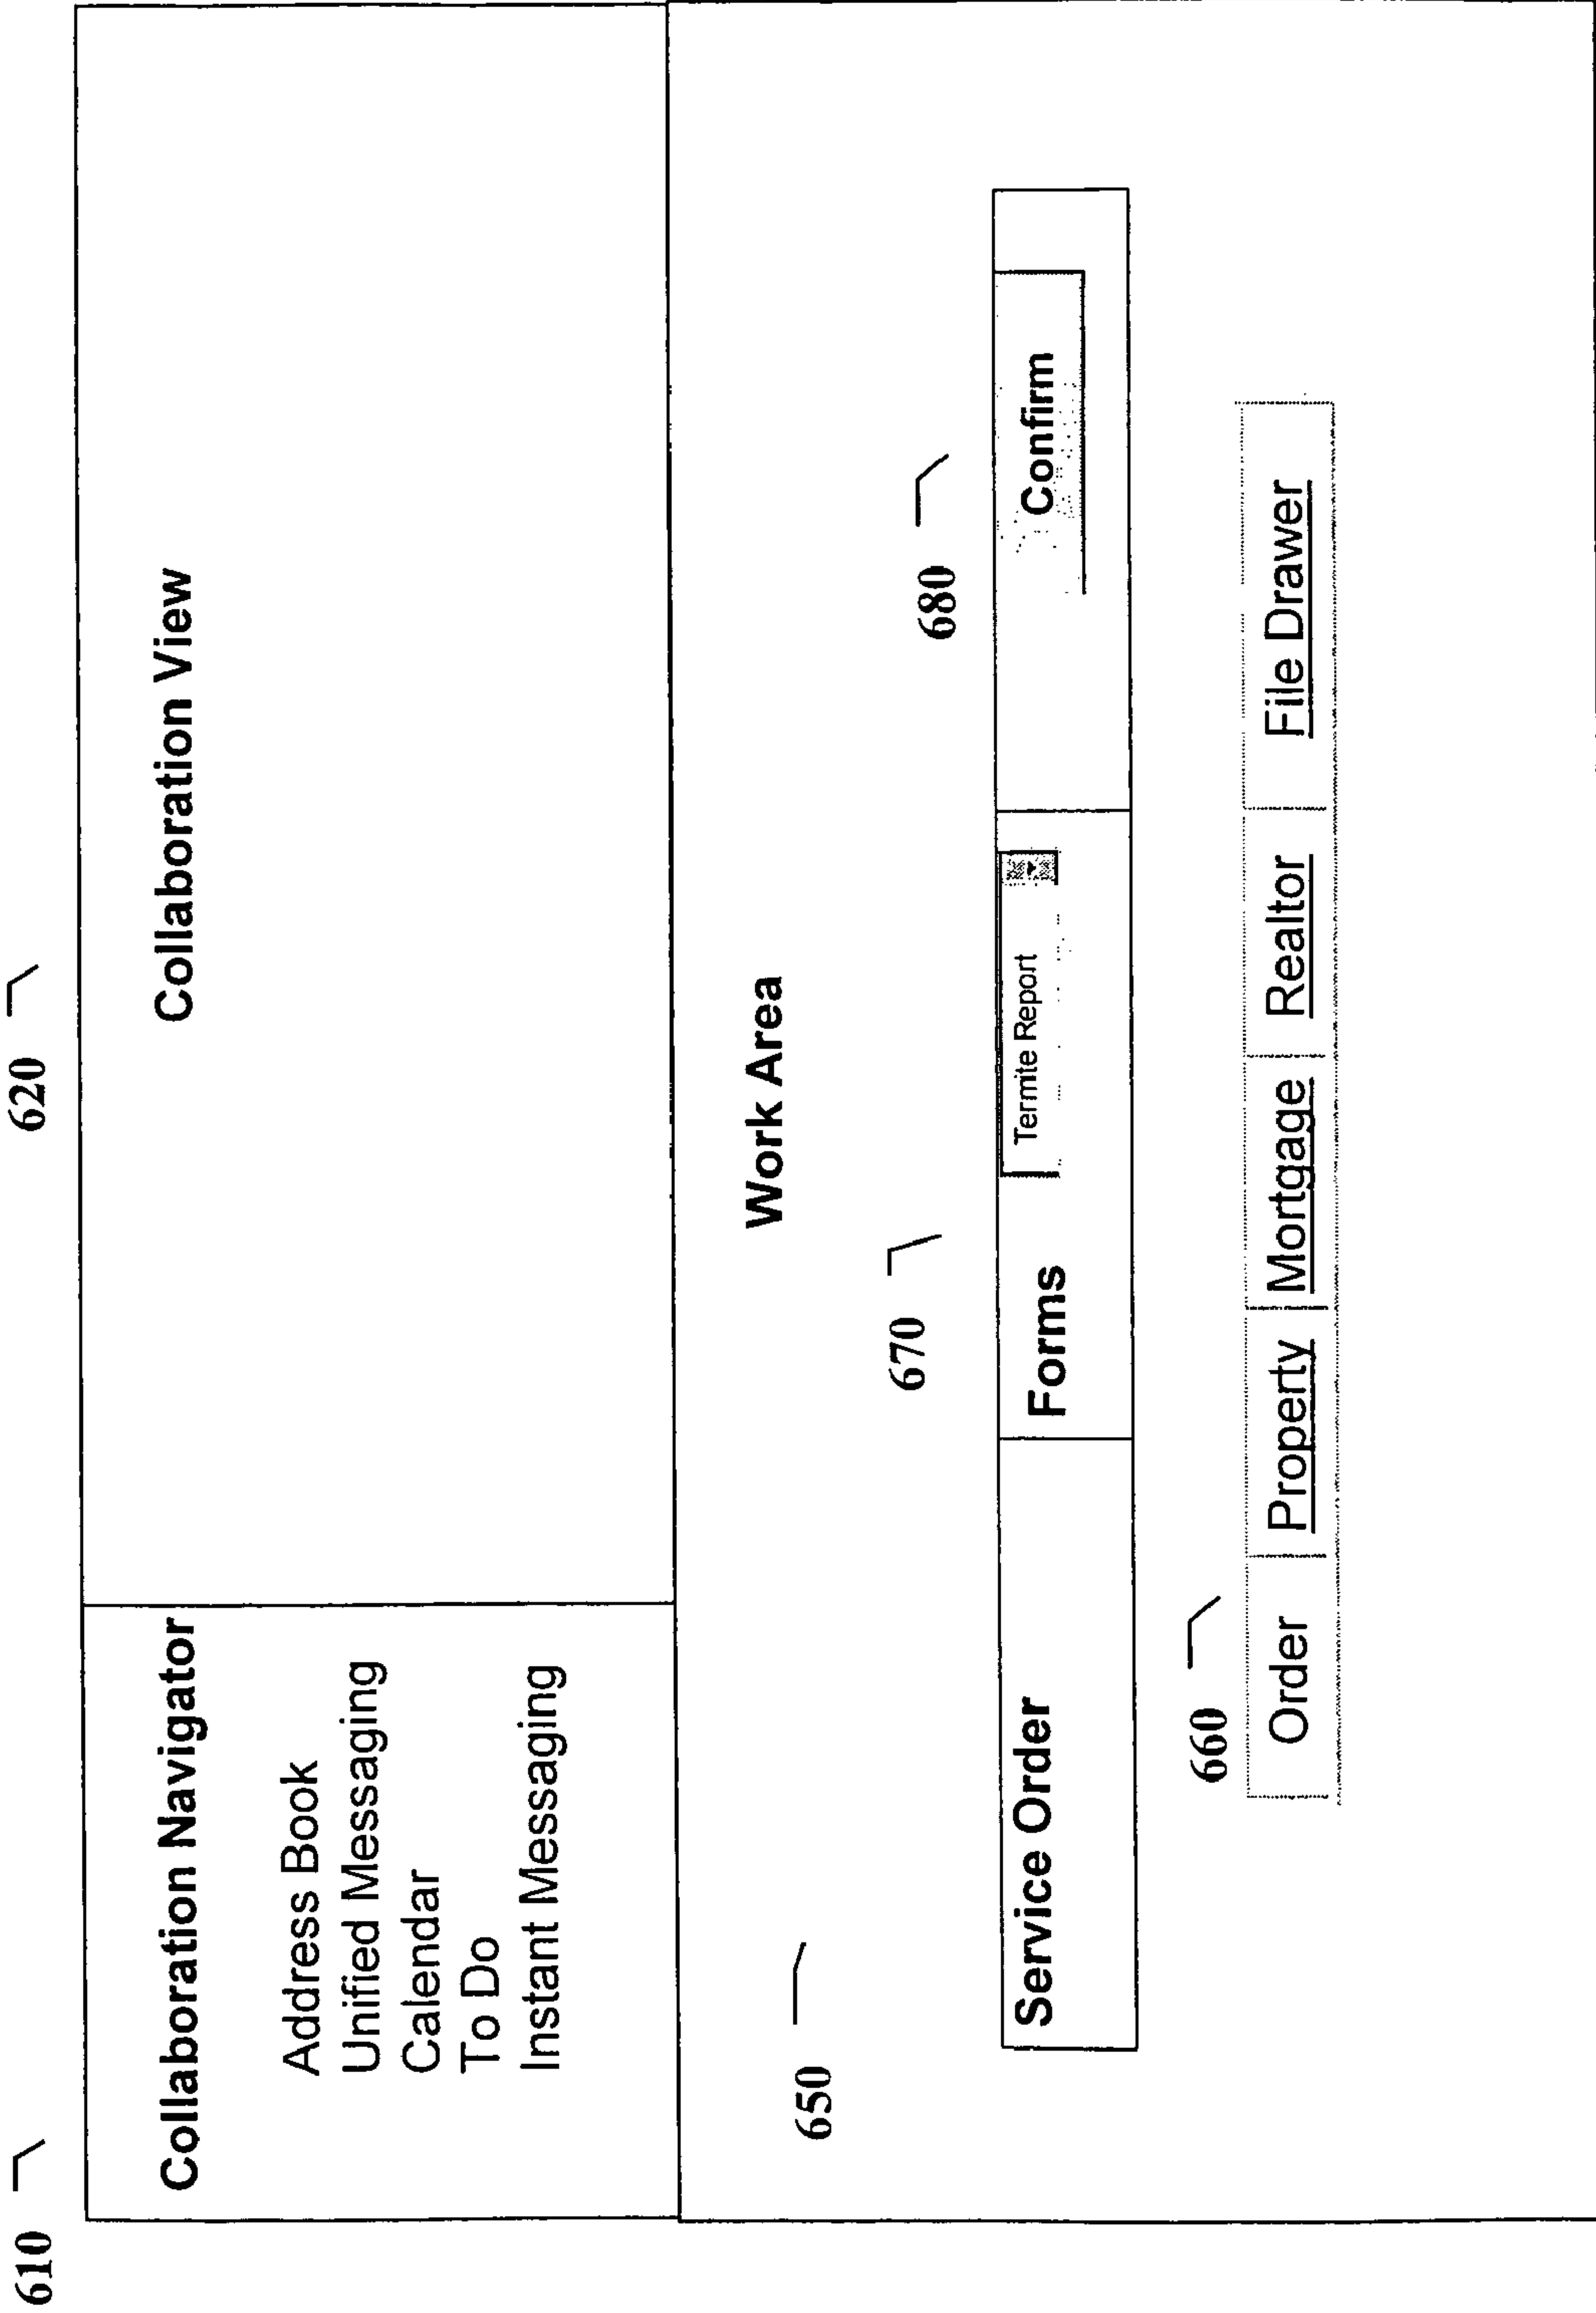 610
620
Collaboration Navigator
Collaboration View
Address Book
Unified Messaging
Calendar
To Do
Instant Messaging
Work Area
650
670
680
Service Order
Forms
Termite Report
Confirm
660
Order
Property
Mortgage
Realtor
File Drawer